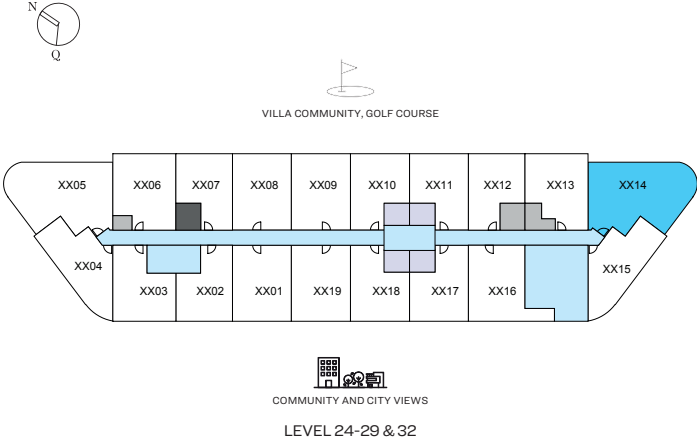 N
Q
VILLA COMMUNITY, GOLF COURSE
XX05 XX06 XX07 XX08 XX09 XX10 XX11 XX12 XX13 XX14
XX04 XX15
XX03 XX02 XX01 XX19 XX18 XX17 XX16
COMMUNITY AND CITY VIEWS
LEVEL 24-29 & 32